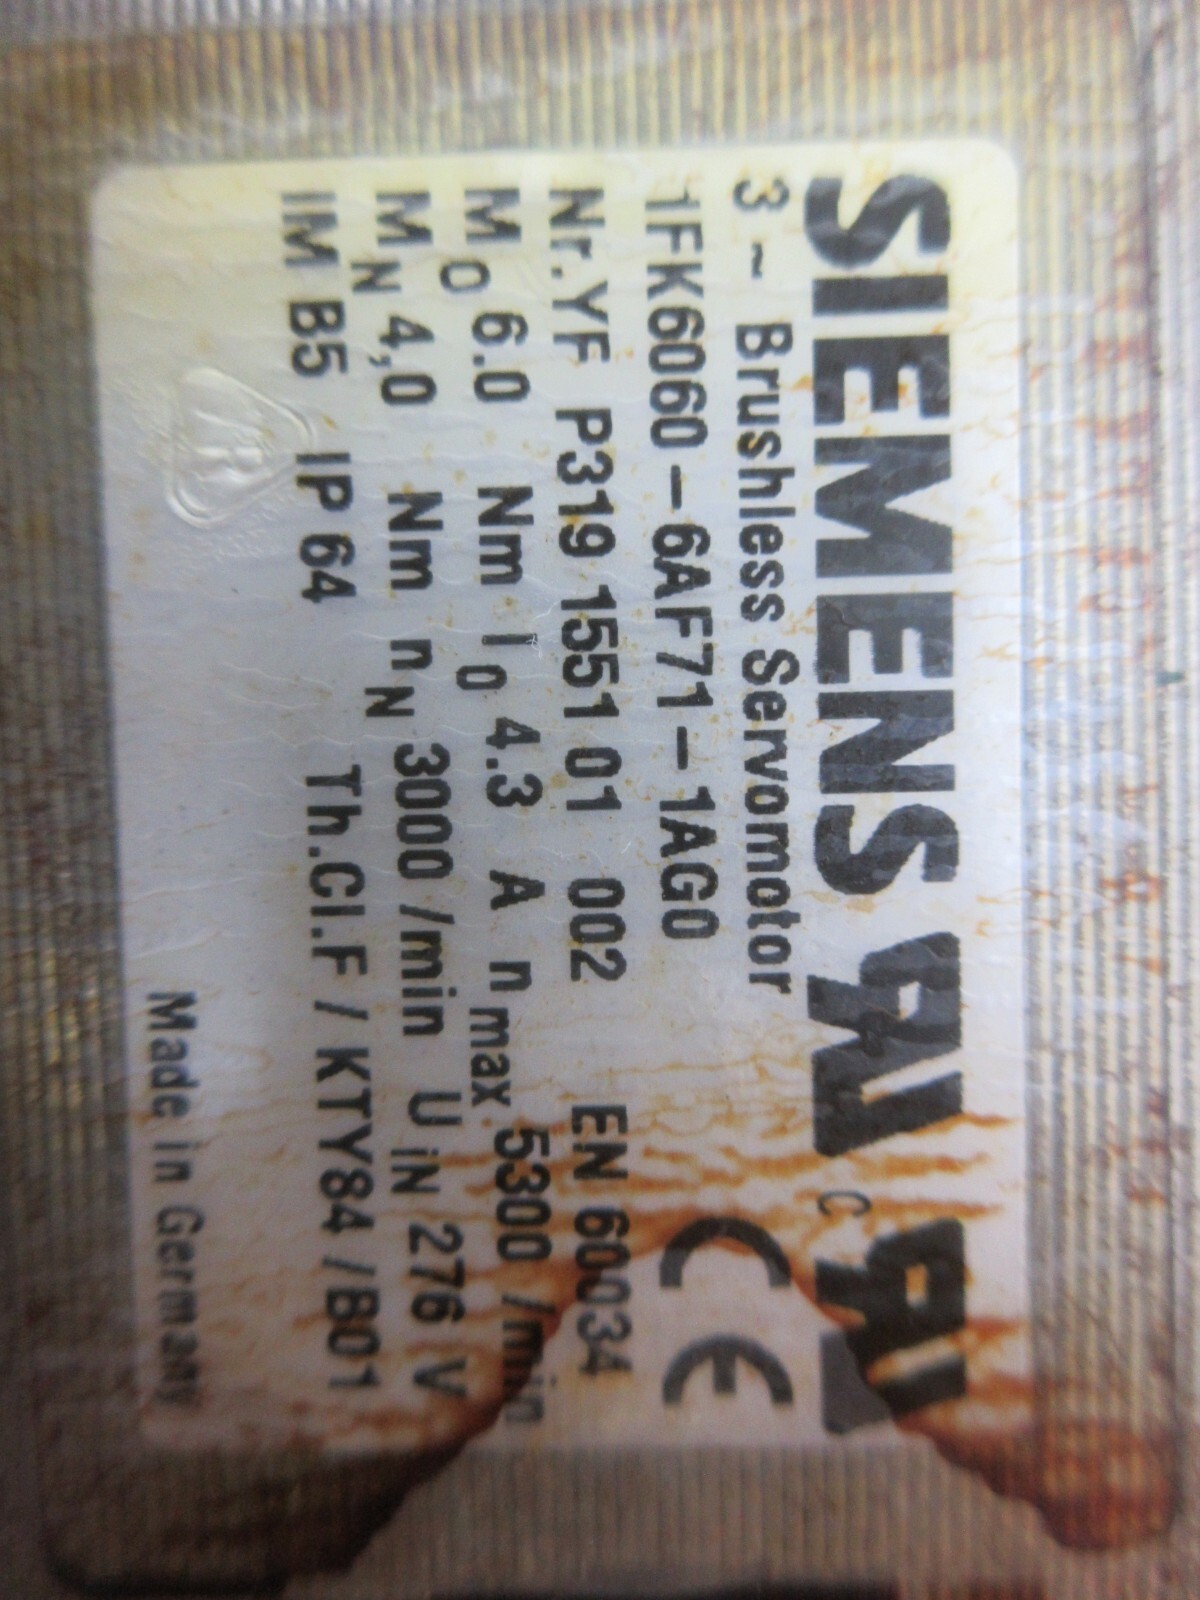 SIEMENS
3 ~ Brushless Servomotor
1FK6060-6AF71-1AG0
Nr.YF P319 1551 01 002 EN 60034
M0 6.0 Nm I0 4.3 A nmax 5300 /min
MN 4,0 Nm nN 3000 /min UiN 276 V
IM B5 IP 64 Th.Cl.F / KTY84 / B01
Made in Germany